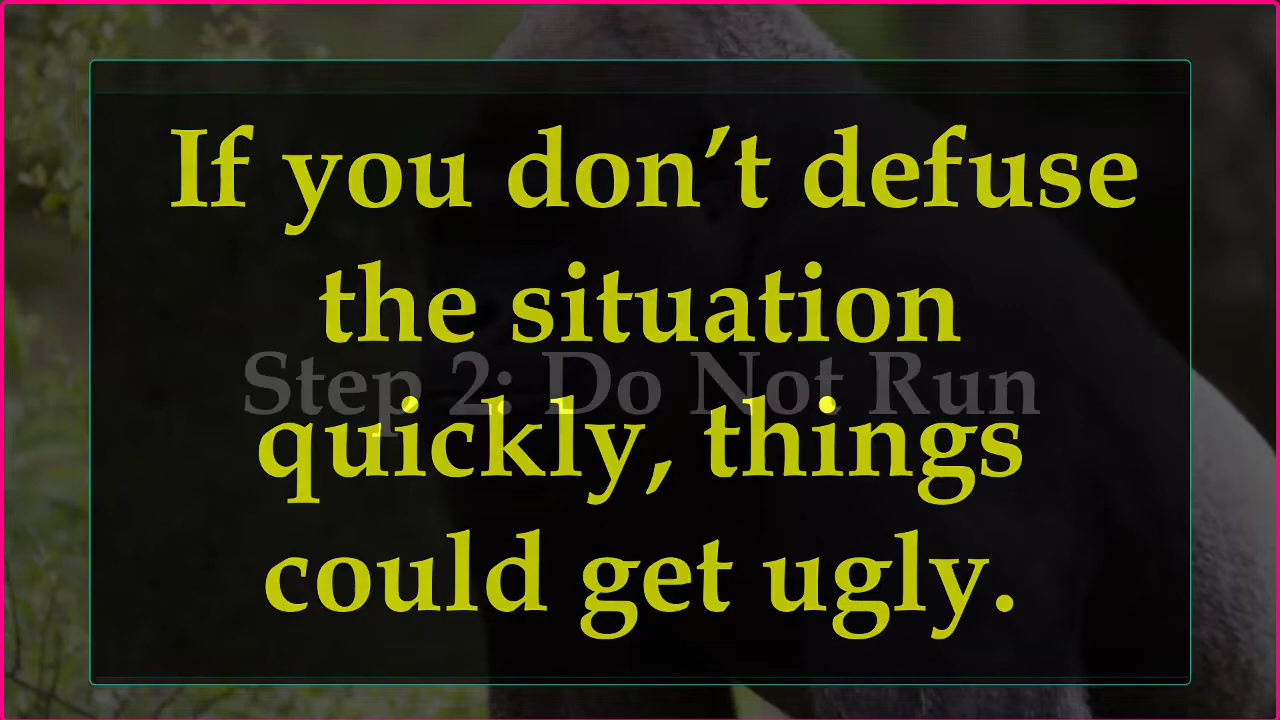 If you don’t defuse
the situation
Step 2: Do Not Run
quickly, things
could get ugly.